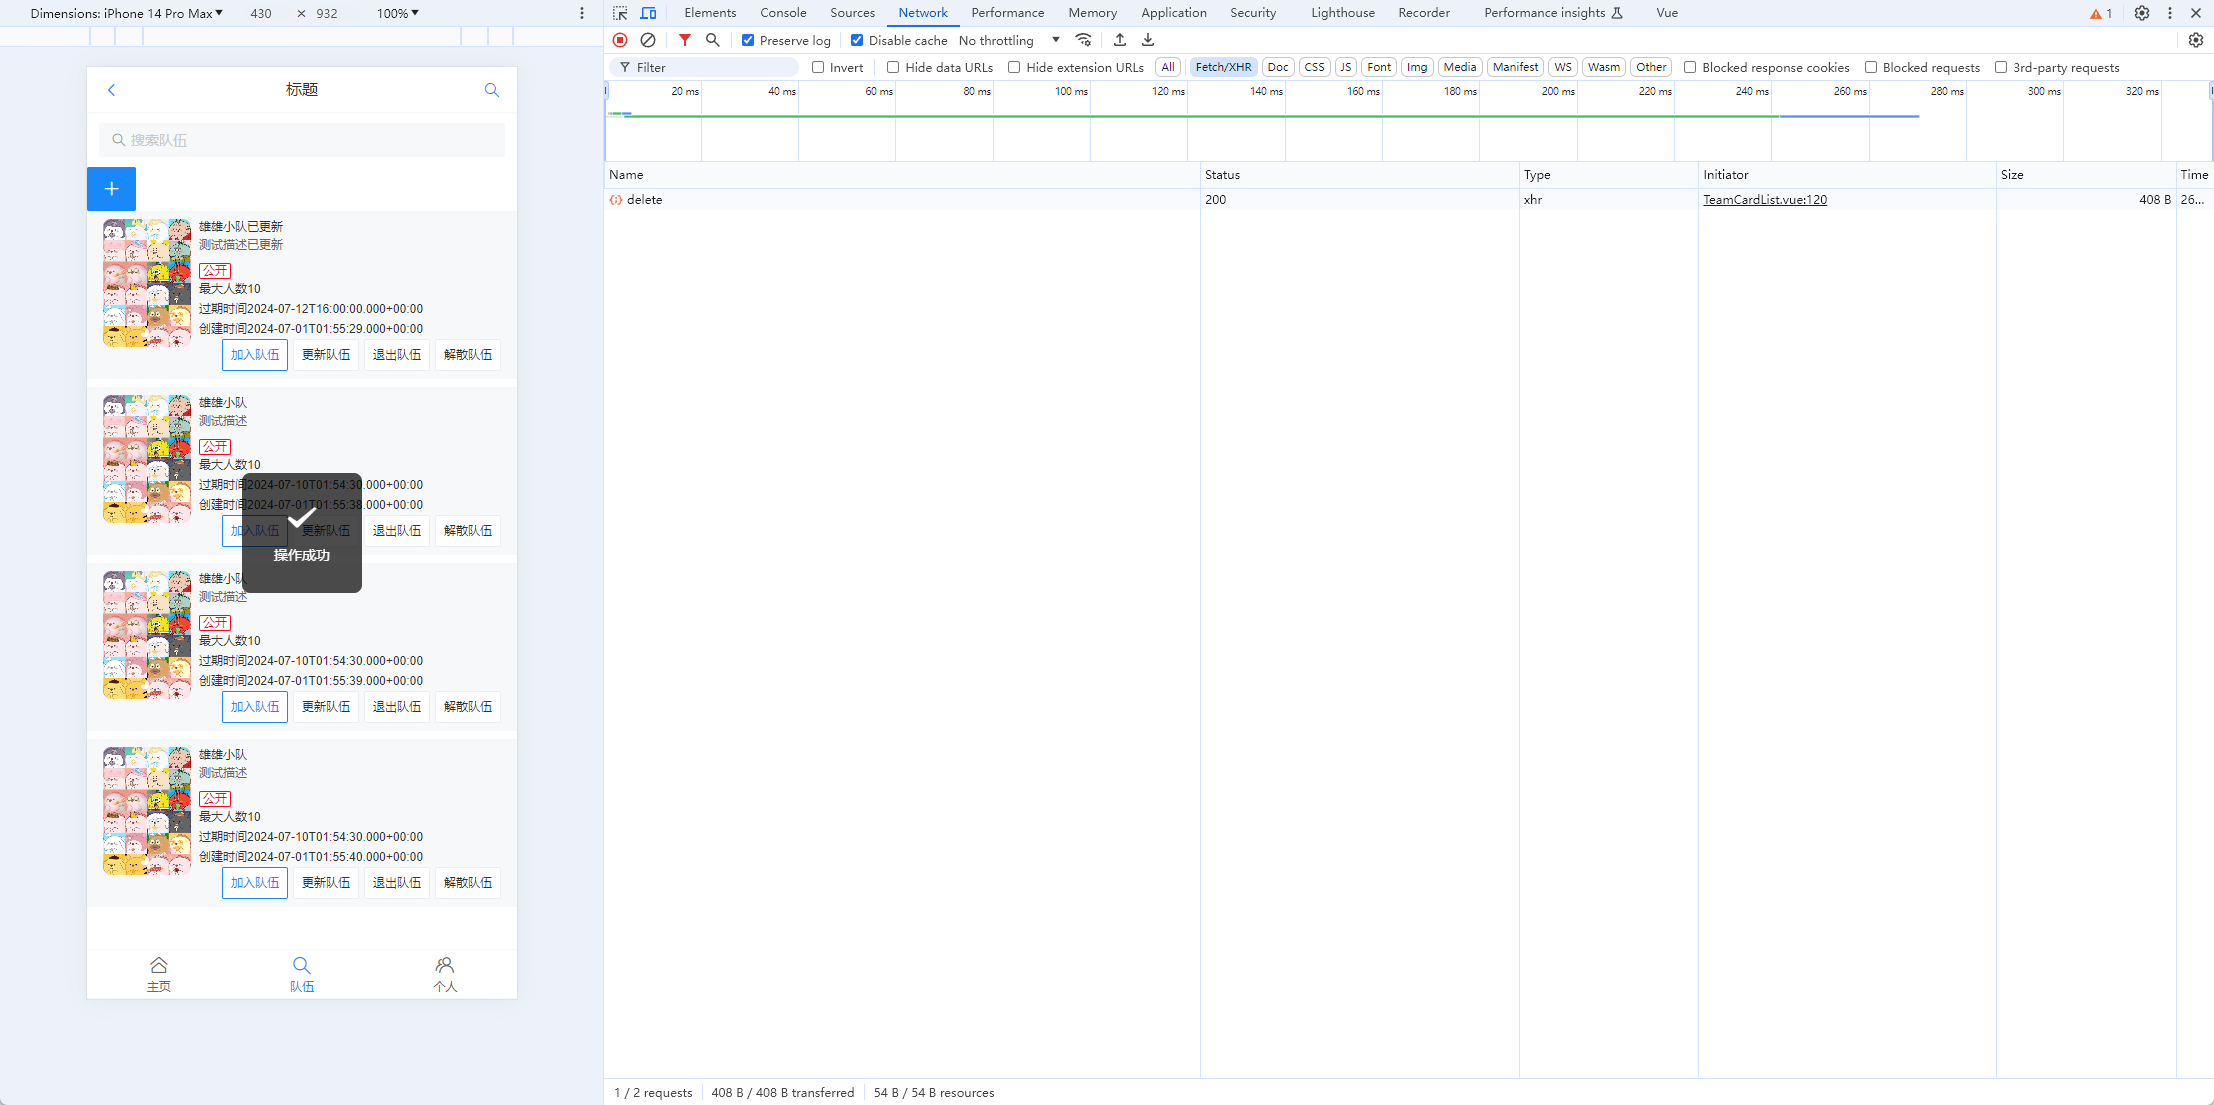 Dimensions: iPhone 14 Pro Max▼ 430 × 932 100%▼
标题
搜索队伍
雄雄小队已更新
测试描述已更新
公开
最大人数10
过期时间2024-07-12T16:00:00.000+00:00
创建时间2024-07-01T01:55:29.000+00:00
加入队伍 更新队伍 退出队伍 解散队伍
雄雄小队
测试描述
公开
最大人数10
过期时间2024-07-10T01:54:30.000+00:00
创建时间2024-07-01T01:55:38.000+00:00
加入队伍 更新队伍 退出队伍 解散队伍
操作成功
雄雄小队
测试描述
公开
最大人数10
过期时间2024-07-10T01:54:30.000+00:00
创建时间2024-07-01T01:55:39.000+00:00
加入队伍 更新队伍 退出队伍 解散队伍
雄雄小队
测试描述
公开
最大人数10
过期时间2024-07-10T01:54:30.000+00:00
创建时间2024-07-01T01:55:40.000+00:00
加入队伍 更新队伍 退出队伍 解散队伍
主页 队伍 个人
Elements Console Sources Network Performance Memory Application Security Lighthouse Recorder Performance insights Vue 1
Preserve log Disable cache No throttling
Filter Invert Hide data URLs Hide extension URLs All Fetch/XHR Doc CSS JS Font Img Media Manifest WS Wasm Other Blocked response cookies Blocked requests 3rd-party requests
20 ms 40 ms 60 ms 80 ms 100 ms 120 ms 140 ms 160 ms 180 ms 200 ms 220 ms 240 ms 260 ms 280 ms 300 ms 320 ms
Name Status Type Initiator Size Time
delete 200 xhr TeamCardList.vue:120 408 B 26...
1 / 2 requests 408 B / 408 B transferred 54 B / 54 B resources